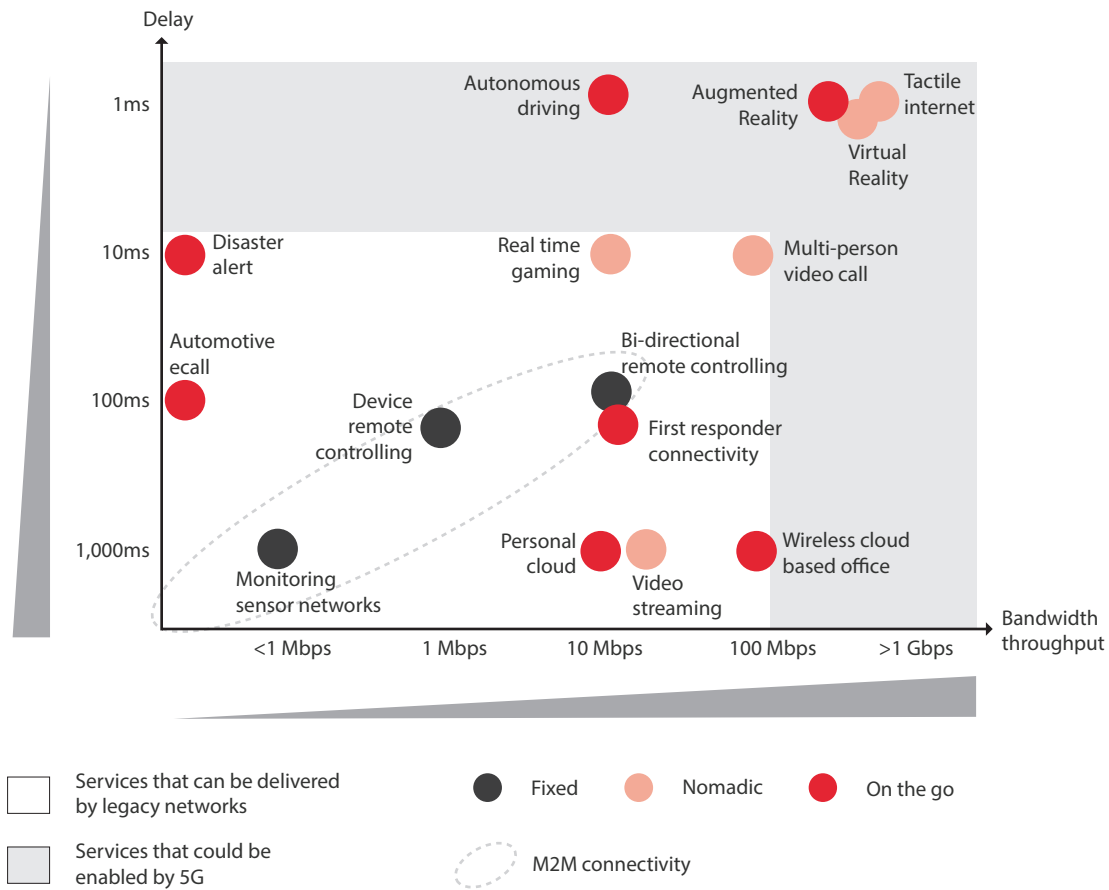 Delay
1ms
Autonomous
driving
Augmented
Reality
Tactile
internet
Virtual
Reality
10ms
Disaster
alert
Real time
gaming
Multi-person
video call
Automotive
ecall
Bi-directional
remote controlling
100ms
Device
remote
controlling
First responder
connectivity
1,000ms
Monitoring
sensor networks
Personal
cloud
Video
streaming
Wireless cloud
based office
Bandwidth
throughput
<1 Mbps
1 Mbps
10 Mbps
100 Mbps
>1 Gbps
Services that can be delivered
by legacy networks
Fixed
Nomadic
On the go
Services that could be
enabled by 5G
M2M connectivity